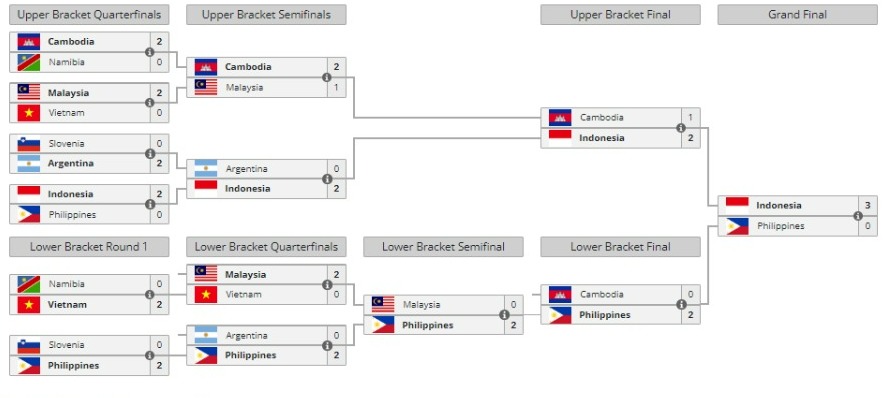 Upper Bracket Quarterfinals
Upper Bracket Semifinals
Upper Bracket Final
Grand Final
Cambodia 2
Namibia 0
Malaysia 2
Vietnam 0
Slovenia 0
Argentina 2
Indonesia 2
Philippines 0
Cambodia 2
Malaysia 1
Argentina 0
Indonesia 2
Cambodia 1
Indonesia 2
Indonesia 3
Philippines 0
Lower Bracket Round 1
Lower Bracket Quarterfinals
Lower Bracket Semifinal
Lower Bracket Final
Namibia 0
Vietnam 2
Slovenia 0
Philippines 2
Malaysia 2
Vietnam 0
Argentina 0
Philippines 2
Malaysia 0
Philippines 2
Cambodia 0
Philippines 2